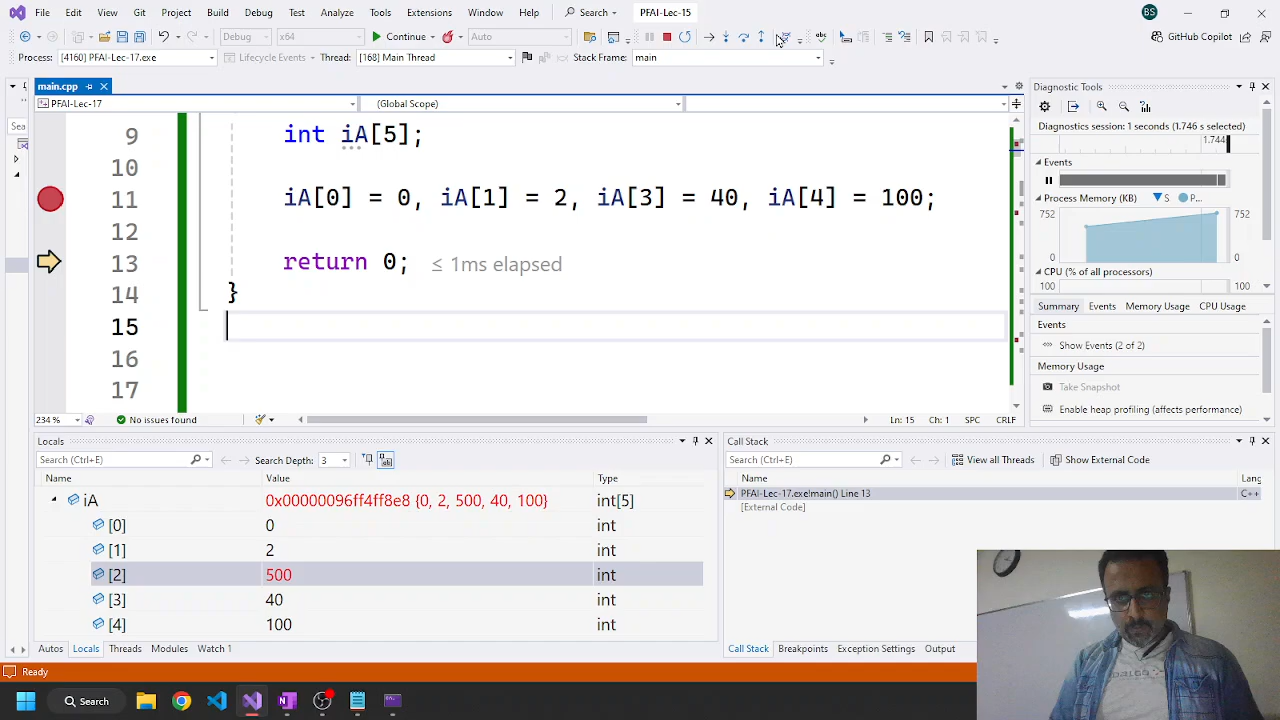 File Edit View Git Project Build Debug Test Analyze Tools Extensions Window Help Search PFAI-Lec-15 BS
Debug x64 Continue Auto GitHub Copilot
Process: [4160] PFAI-Lec-17.exe Lifecycle Events Thread: [168] Main Thread Stack Frame: main
main.cpp
PFAI-Lec-17 (Global Scope)
9 int iA[5];
10
11 iA[0] = 0, iA[1] = 2, iA[3] = 40, iA[4] = 100;
12
13 return 0; ≤ 1ms elapsed
14 }
15
16
17
234 % No issues found Ln: 15 Ch: 1 SPC CRLF
Diagnostic Tools
Diagnostics session: 1 seconds (1.746 s selected)
1.744
Events
Process Memory (KB) S P...
752 752
0 0
CPU (% of all processors)
100 100
Summary Events Memory Usage CPU Usage
Events
Show Events (2 of 2)
Memory Usage
Take Snapshot
Enable heap profiling (affects performance)
Locals
Search (Ctrl+E) Search Depth: 3
Name Value Type
iA 0x00000096ff4ff8e8 {0, 2, 500, 40, 100} int[5]
[0] 0 int
[1] 2 int
[2] 500 int
[3] 40 int
[4] 100 int
Autos Locals Threads Modules Watch 1
Call Stack
Search (Ctrl+E) View all Threads Show External Code
Name Lang
PFAI-Lec-17.exe!main() Line 13 C++
[External Code]
Call Stack Breakpoints Exception Settings Output
Ready
Search